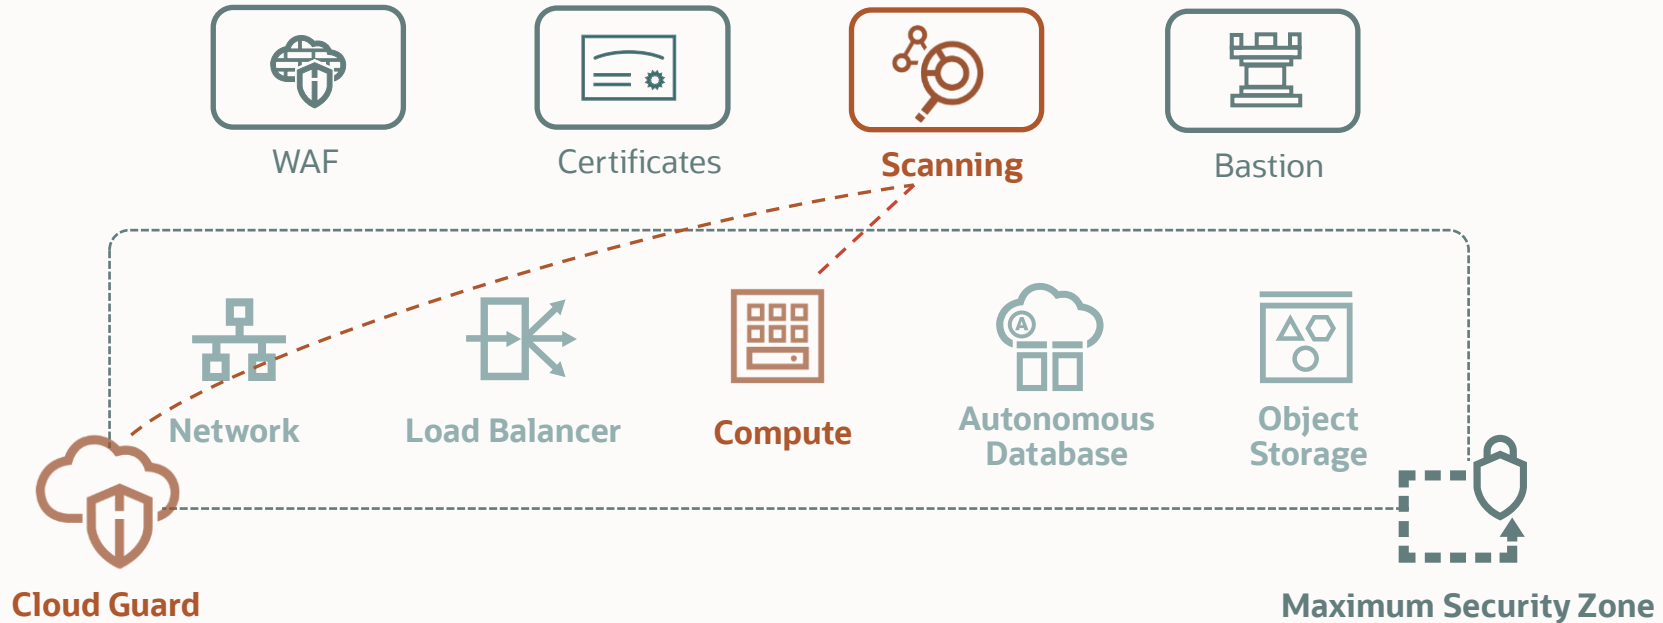 WAF
Certificates
Scanning
Bastion
A
Network
Load Balancer
Compute
Autonomous
Database
Object
Storage
Cloud Guard
Maximum Security Zone